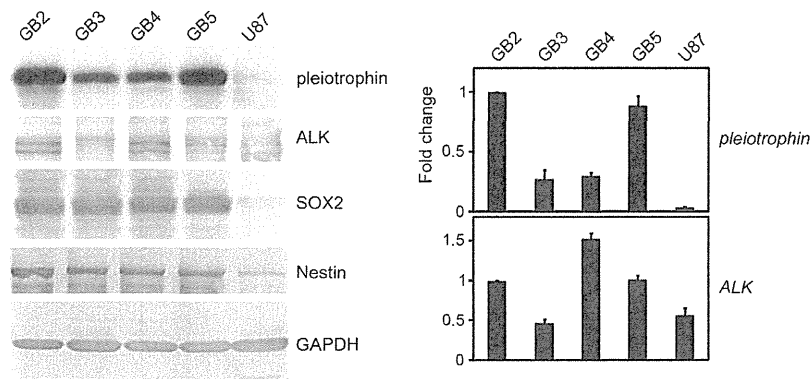 GB2 GB3 GB4 GB5 U87
pleiotrophin
ALK
SOX2
Nestin
GAPDH
GB2 GB3 GB4 GB5 U87
Fold change
1
0.5
0
pleiotrophin
1.5
1
0.5
0
ALK